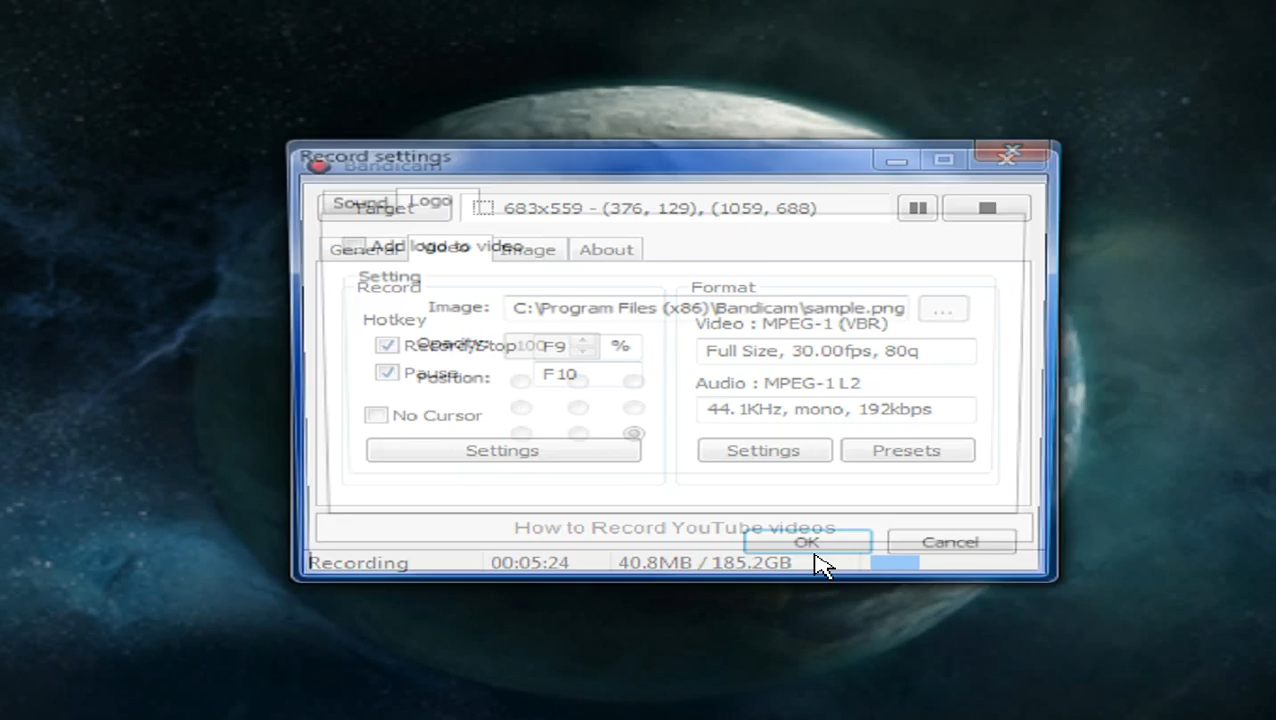 Record settings
Bandicam
Sound Logo
Target 683x559 - (376, 129), (1059, 688)
Add logo to video
General Video Image About
Setting
Record Format
Image: C:\Program Files (x86)\Bandicam\sample.png ...
Hotkey Video : MPEG-1 (VBR)
Record/Stop F9
Opacity: 100 %
Full Size, 30.00fps, 80q
Pause F10
Position:
Audio : MPEG-1 L2
No Cursor 44.1KHz, mono, 192kbps
Settings Settings Presets
How to Record YouTube videos
OK Cancel
Recording 00:05:24 40.8MB / 185.2GB